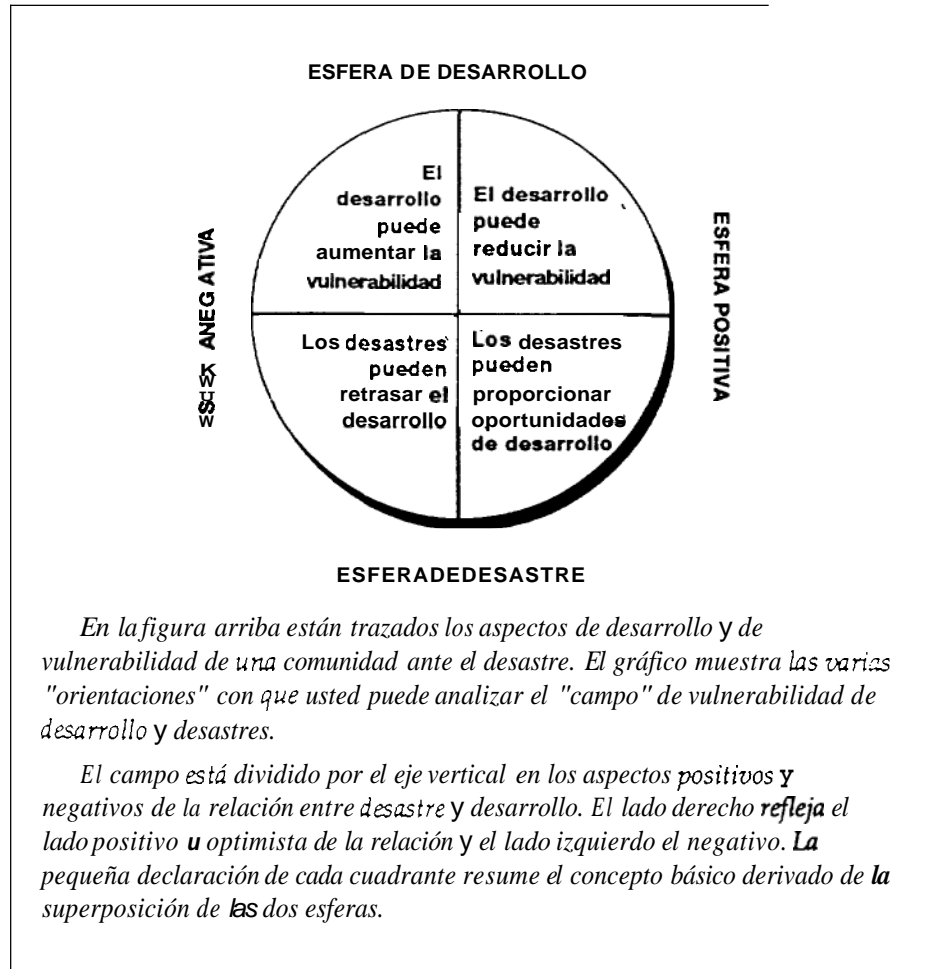 ESFERA DE DESARROLLO
El
desarrollo
puede
aumentar la
vulnerabilidad
El desarrollo
puede
reducir la
vulnerabilidad
ANEG ATIVA
ESFERA POSITIVA
Los desastres
pueden
retrasar el
desarrollo
Los desastres
pueden
proporcionar
oportunidades
de desarrollo
ESFERADEDESASTRE
En la figura arriba están trazados los aspectos de desarrollo y de
vulnerabilidad de una comunidad ante el desastre. El gráfico muestra las varias
"orientaciones" con que usted puede analizar el "campo" de vulnerabilidad de
desarrollo y desastres.
El campo está dividido por el eje vertical en los aspectos positivos y
negativos de la relación entre desastre y desarrollo. El lado derecho refleja el
lado positivo u optimista de la relación y el lado izquierdo el negativo. La
pequeña declaración de cada cuadrante resume el concepto básico derivado de la
superposición de las dos esferas.